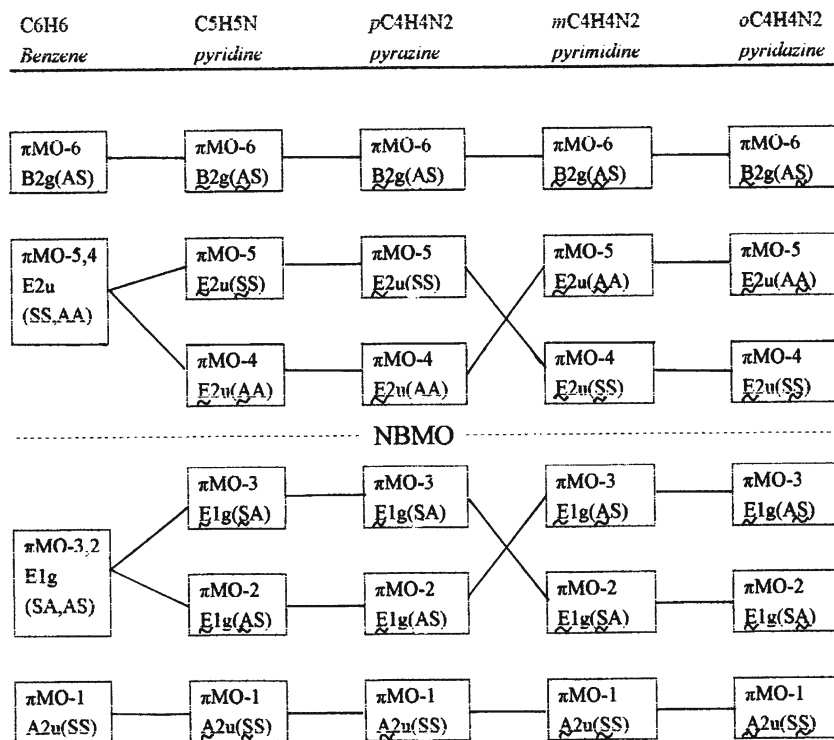 C6H6
Benzene
C5H5N
pyridine
pC4H4N2
pyrazine
mC4H4N2
pyrimidine
oC4H4N2
pyridazine
πMO-6
B2g(AS)
πMO-6
B2g(AS)
πMO-6
B2g(AS)
πMO-6
B2g(AS)
πMO-6
B2g(AS)
πMO-5,4
E2u
(SS,AA)
πMO-5
E2u(SS)
πMO-5
E2u(SS)
πMO-5
E2u(AA)
πMO-5
E2u(AA)
πMO-4
E2u(AA)
πMO-4
E2u(AA)
πMO-4
E2u(SS)
πMO-4
E2u(SS)
NBMO
πMO-3,2
E1g
(SA,AS)
πMO-3
E1g(SA)
πMO-3
E1g(SA)
πMO-3
E1g(AS)
πMO-3
E1g(AS)
πMO-2
E1g(AS)
πMO-2
E1g(AS)
πMO-2
E1g(SA)
πMO-2
E1g(SA)
πMO-1
A2u(SS)
πMO-1
A2u(SS)
πMO-1
A2u(SS)
πMO-1
A2u(SS)
πMO-1
A2u(SS)